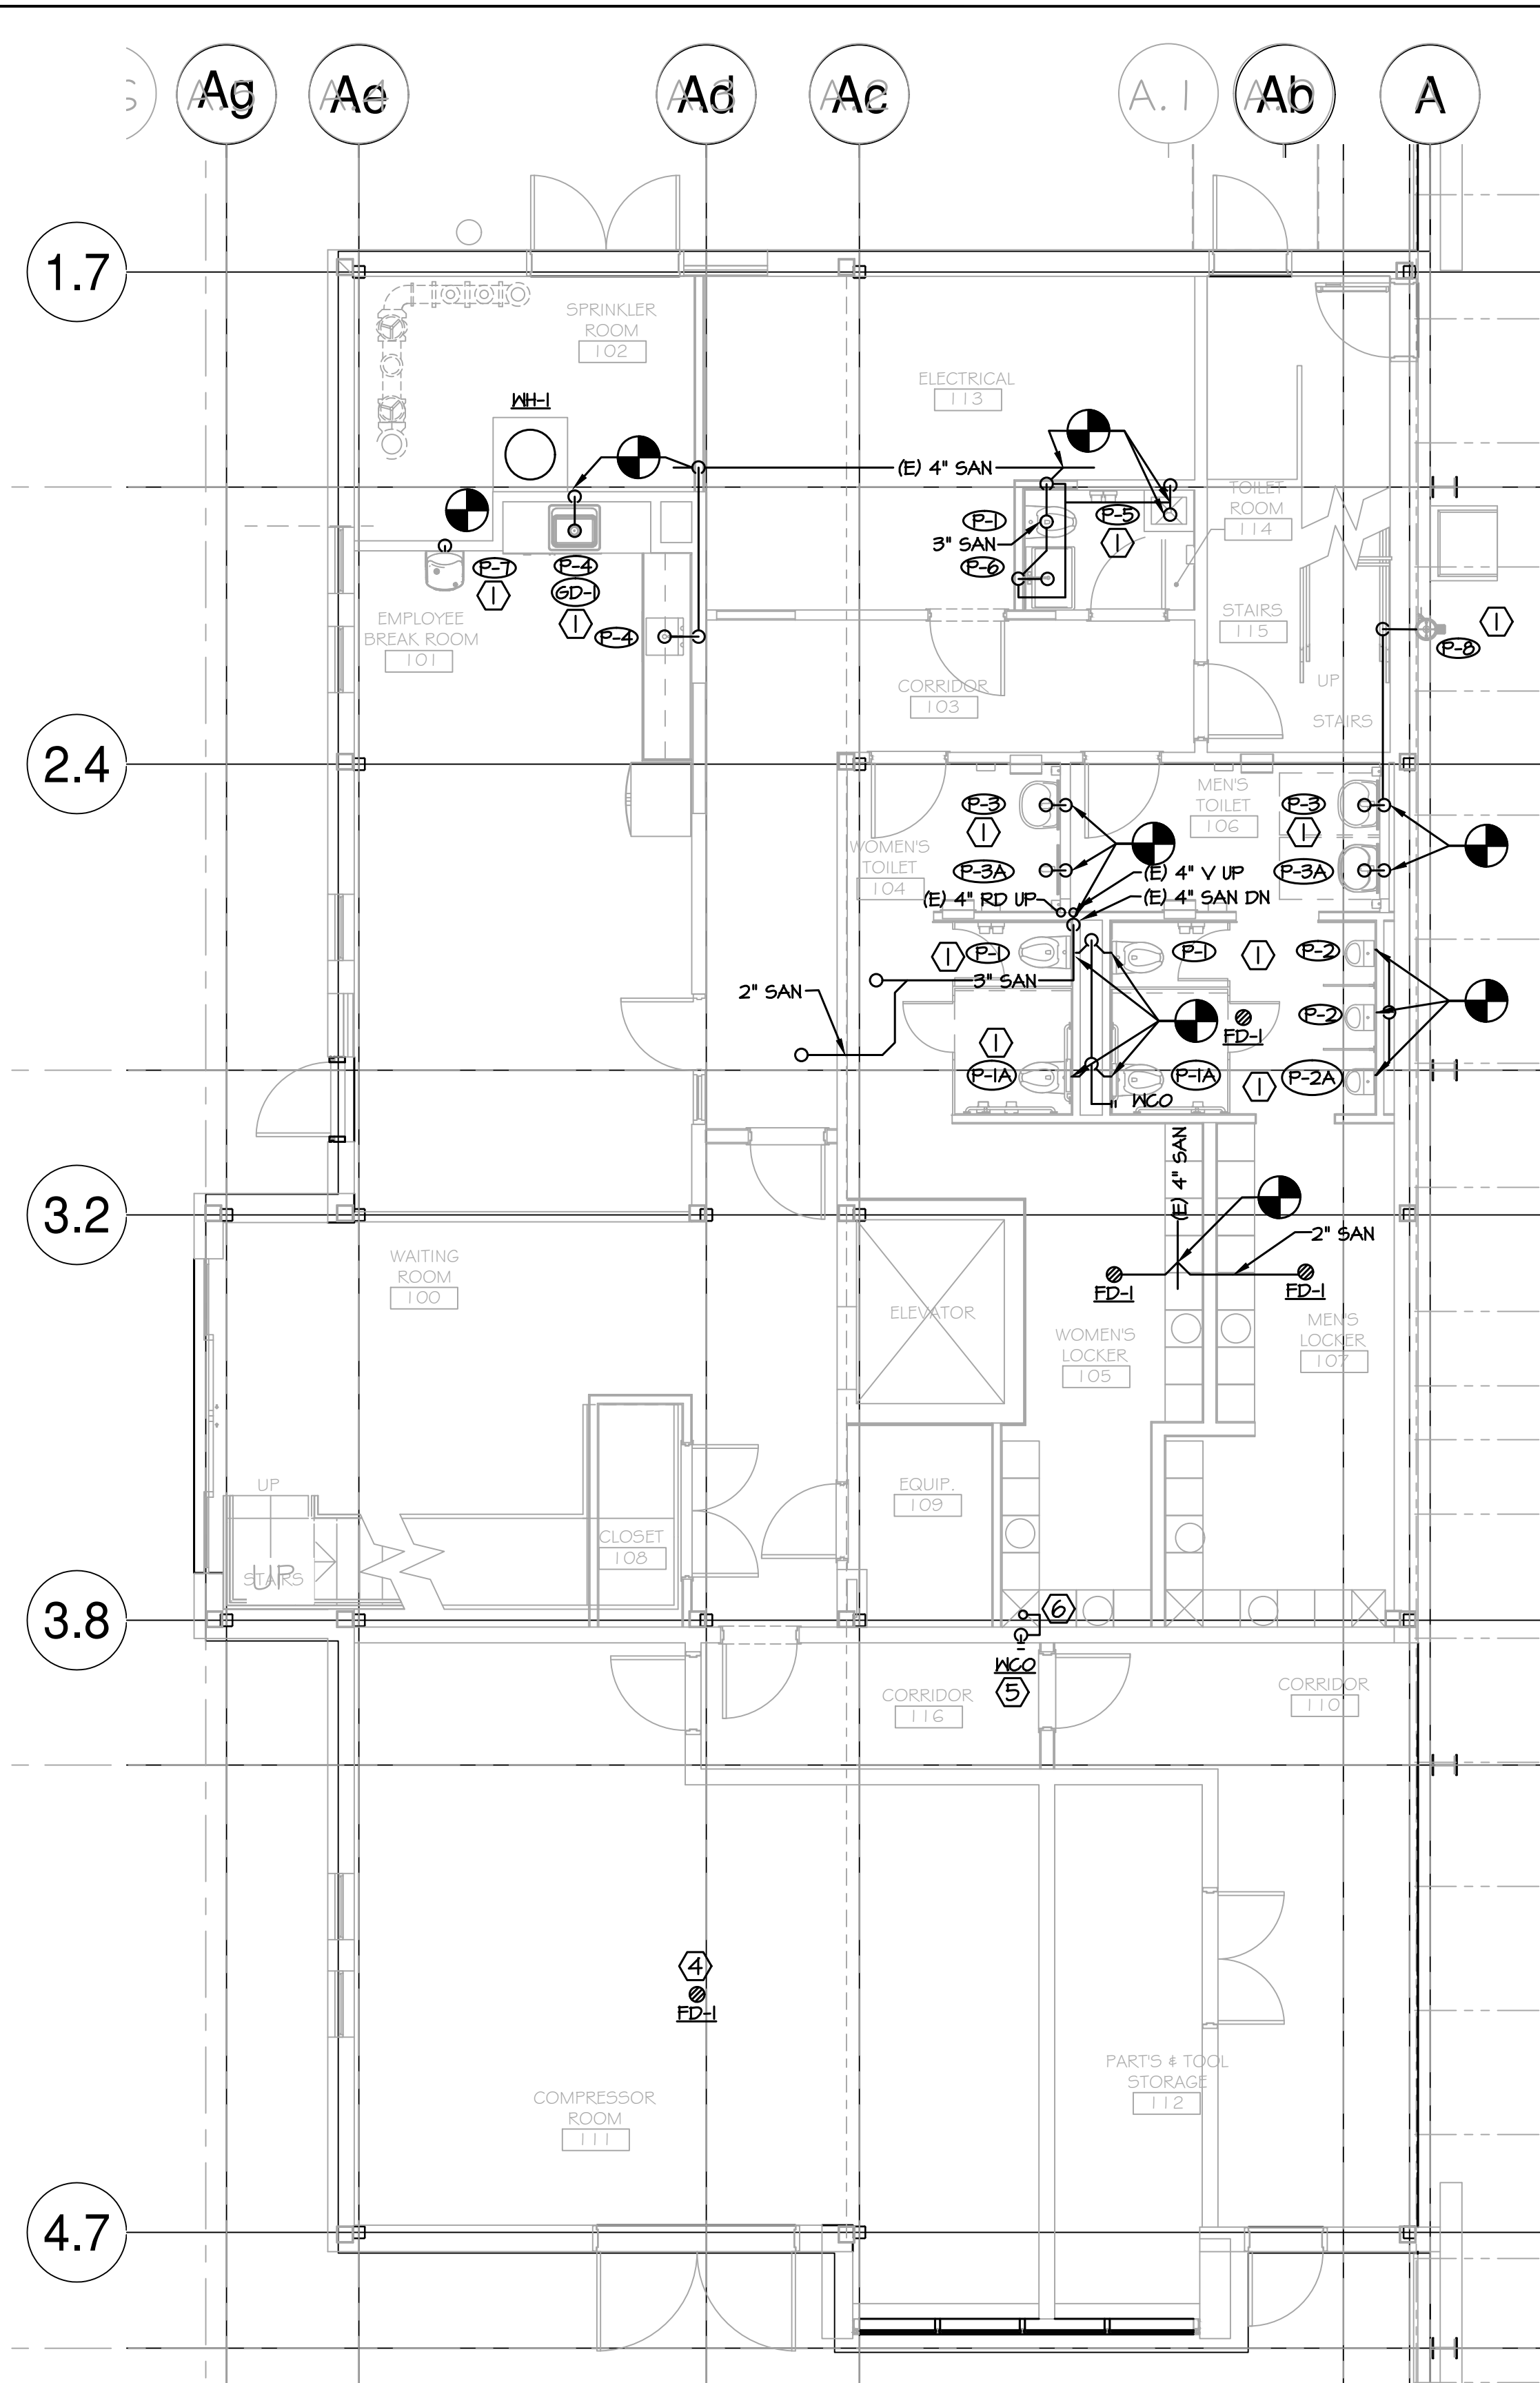 Ag
Ae
Ad
Ac
A.1
Ab
A
1.7
SPRINKLER
ROOM
102
WH-1
ELECTRICAL
113
(E) 4" SAN
TOILET
ROOM
114
P-1
P-5
1
3" SAN
P-6
P-7
1
P-4
GD-1
1
P-4
EMPLOYEE
BREAK ROOM
101
STAIRS
115
1
P-8
UP
STAIRS
CORRIDOR
103
2.4
MEN'S
TOILET
106
P-3
1
P-3
1
WOMEN'S
TOILET
104
P-3A
P-3A
(E) 4" V UP
(E) 4" RD UP
(E) 4" SAN DN
1
P-1
P-1
1
P-2
3" SAN
2" SAN
P-2
FD-1
1
P-1A
P-1A
1
P-2A
WCO
(E) 4" SAN
3.2
2" SAN
WAITING
ROOM
100
FD-1
FD-1
ELEVATOR
WOMEN'S
LOCKER
105
MEN'S
LOCKER
107
UP
EQUIP.
109
CLOSET
108
STAIRS
UP
3.8
6
WCO
5
CORRIDOR
116
CORRIDOR
110
4
FD-1
PART'S & TOOL
STORAGE
112
COMPRESSOR
ROOM
111
4.7